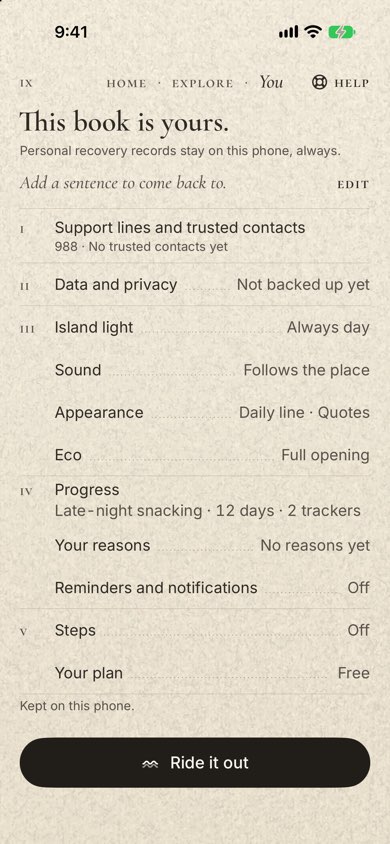 9:41
IX HOME · EXPLORE · You HELP
This book is yours.
Personal recovery records stay on this phone, always.
Add a sentence to come back to. EDIT
I Support lines and trusted contacts
988 · No trusted contacts yet
II Data and privacy Not backed up yet
III Island light Always day
Sound Follows the place
Appearance Daily line · Quotes
Eco Full opening
IV Progress
Late-night snacking · 12 days · 2 trackers
Your reasons No reasons yet
Reminders and notifications Off
V Steps Off
Your plan Free
Kept on this phone.
Ride it out